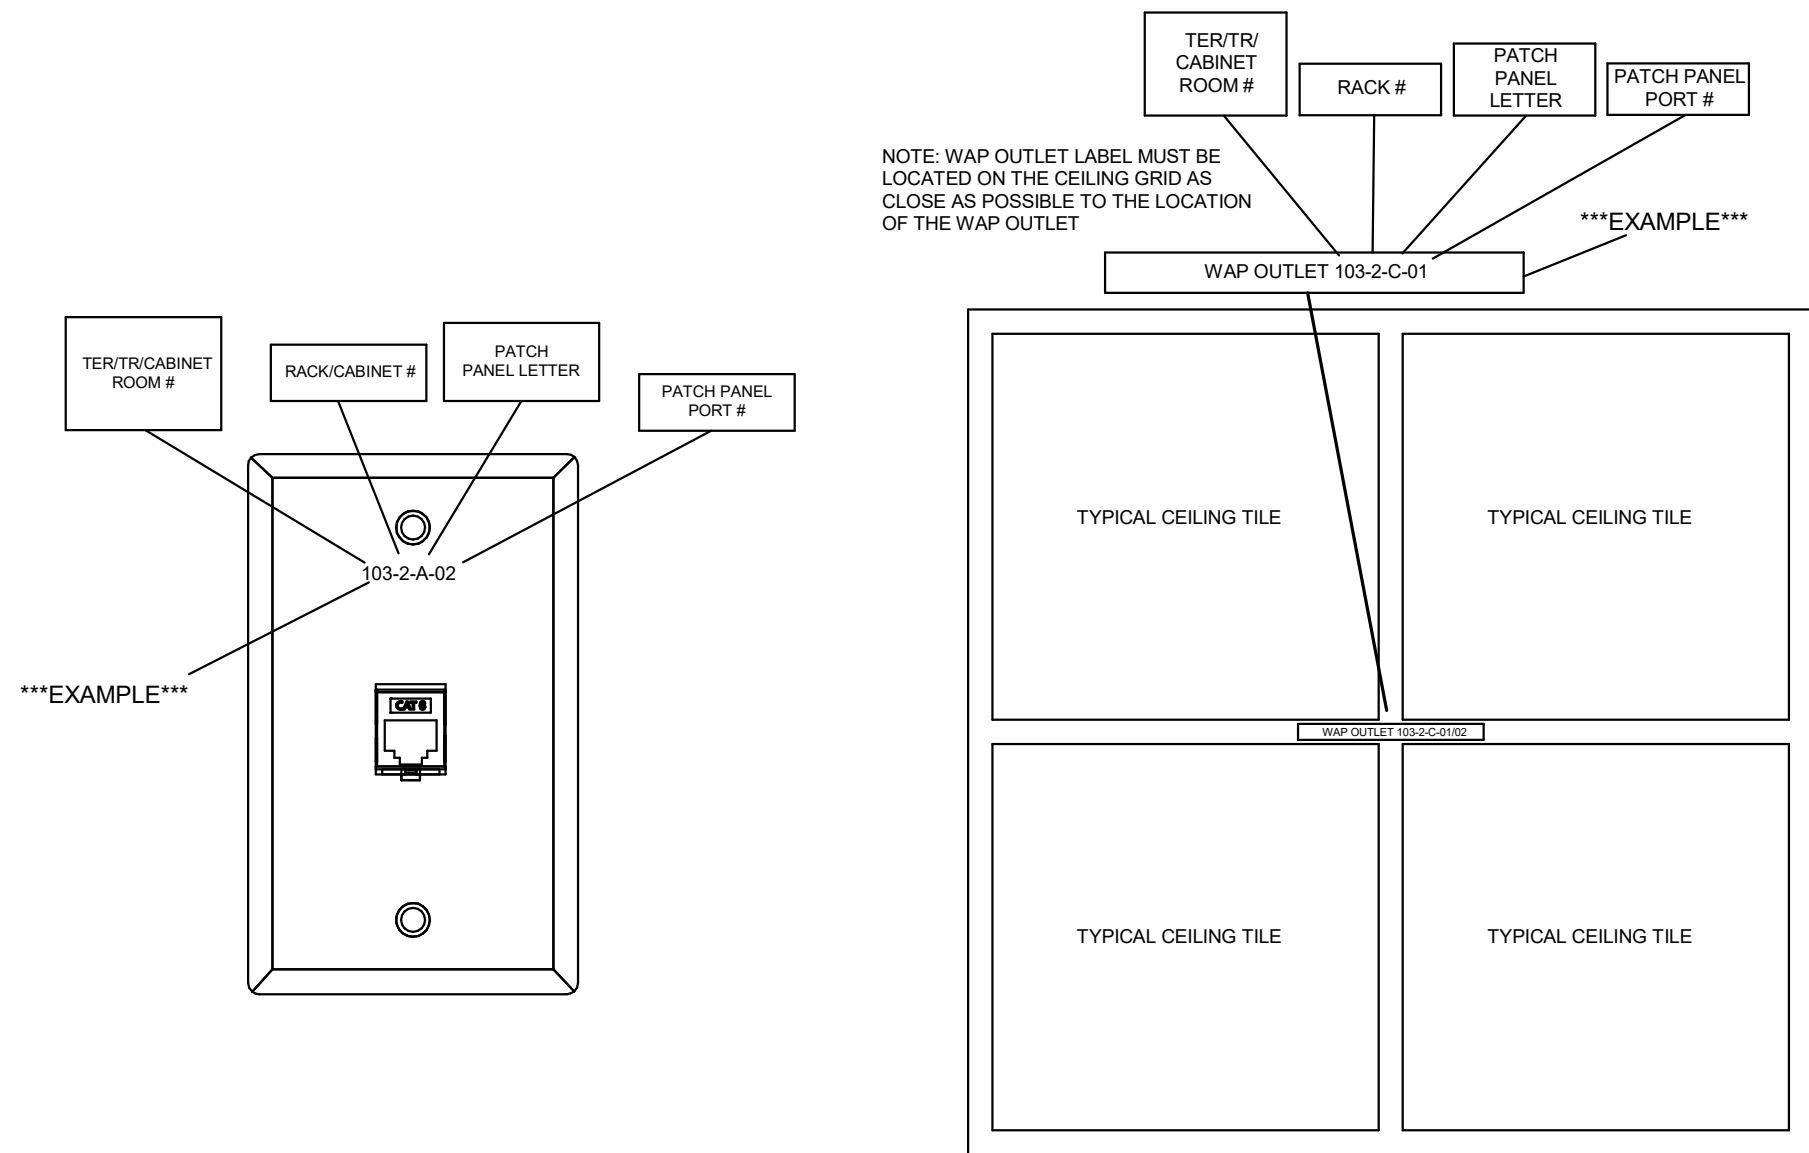 TER/TR/
CABINET
ROOM #
RACK #
PATCH
PANEL
LETTER
PATCH PANEL
PORT #
NOTE: WAP OUTLET LABEL MUST BE
LOCATED ON THE CEILING GRID AS
CLOSE AS POSSIBLE TO THE LOCATION
OF THE WAP OUTLET
***EXAMPLE***
WAP OUTLET 103-2-C-01
TER/TR/CABINET
ROOM #
RACK/CABINET #
PATCH
PANEL LETTER
PATCH PANEL
PORT #
103-2-A-02
***EXAMPLE***
CAT 6
TYPICAL CEILING TILE
TYPICAL CEILING TILE
WAP OUTLET 103-2-C-01/02
TYPICAL CEILING TILE
TYPICAL CEILING TILE